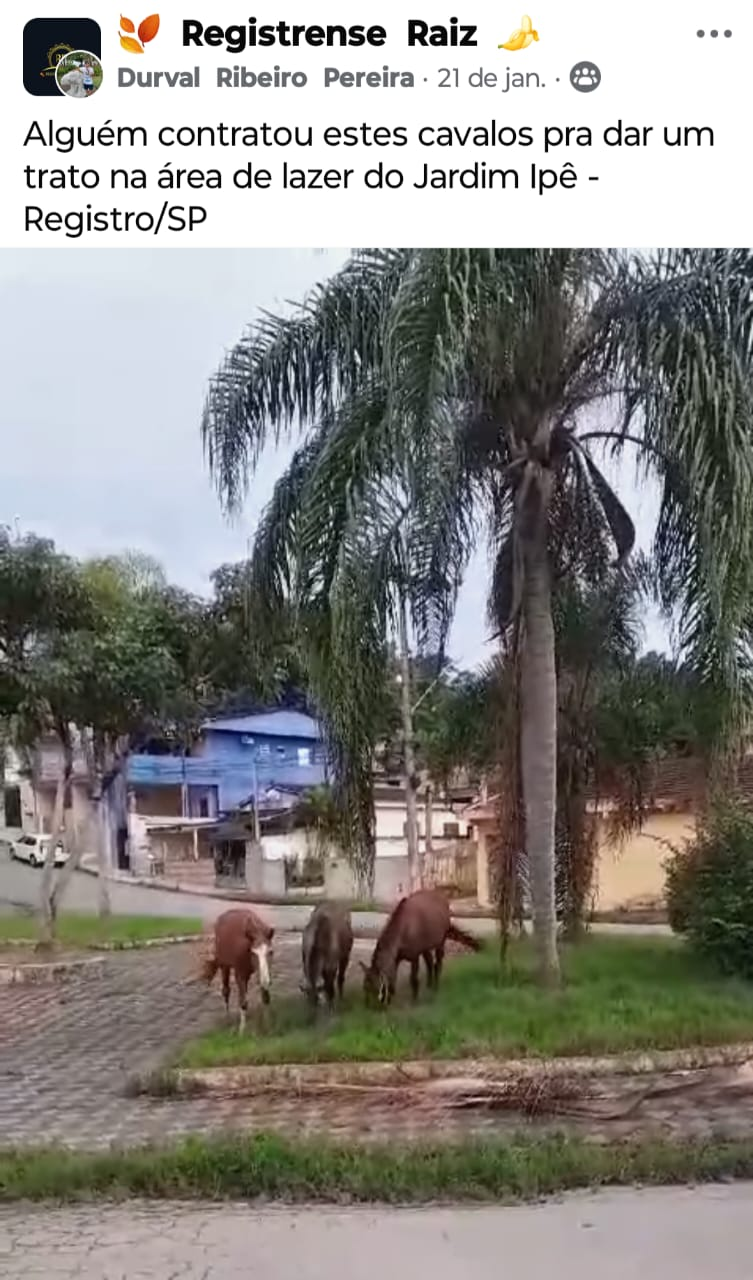 🍂 Registrense Raiz 🍌
Durval Ribeiro Pereira · 21 de jan. ·
Alguém contratou estes cavalos pra dar um
trato na área de lazer do Jardim Ipê -
Registro/SP